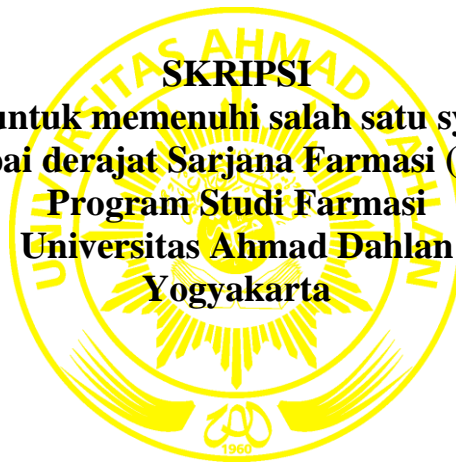 UNIVERSITAS AHMAD DAHLAN
SKRIPSI
untuk memenuhi salah satu sy
pai derajat Sarjana Farmasi (
Program Studi Farmasi
Universitas Ahmad Dahlan
Yogyakarta
1960